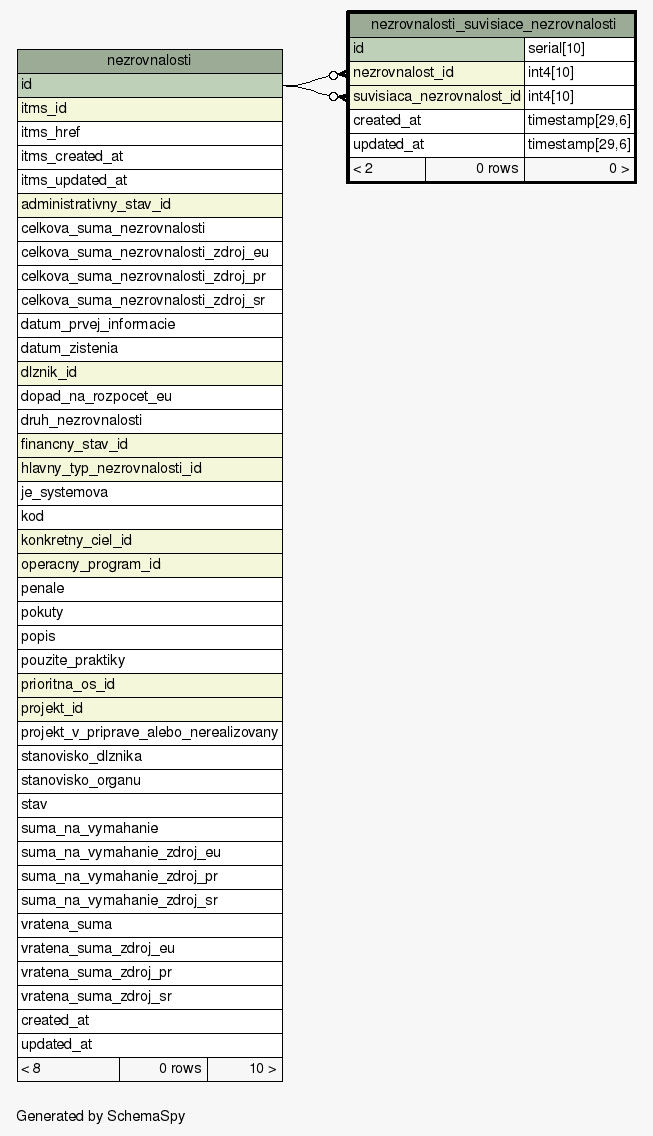 nezrovnalosti
id
itms_id
itms_href
itms_created_at
itms_updated_at
administrativny_stav_id
celkova_suma_nezrovnalosti
celkova_suma_nezrovnalosti_zdroj_eu
celkova_suma_nezrovnalosti_zdroj_pr
celkova_suma_nezrovnalosti_zdroj_sr
datum_prvej_informacie
datum_zistenia
dlznik_id
dopad_na_rozpocet_eu
druh_nezrovnalosti
financny_stav_id
hlavny_typ_nezrovnalosti_id
je_systemova
kod
konkretny_ciel_id
operacny_program_id
penale
pokuty
popis
pouzite_praktiky
prioritna_os_id
projekt_id
projekt_v_priprave_alebo_nerealizovany
stanovisko_dlznika
stanovisko_organu
stav
suma_na_vymahanie
suma_na_vymahanie_zdroj_eu
suma_na_vymahanie_zdroj_pr
suma_na_vymahanie_zdroj_sr
vratena_suma
vratena_suma_zdroj_eu
vratena_suma_zdroj_pr
vratena_suma_zdroj_sr
created_at
updated_at
< 8 0 rows 10 >
nezrovnalosti_suvisiace_nezrovnalosti
id serial[10]
nezrovnalost_id int4[10]
suvisiaca_nezrovnalost_id int4[10]
created_at timestamp[29,6]
updated_at timestamp[29,6]
< 2 0 rows 0 >
Generated by SchemaSpy